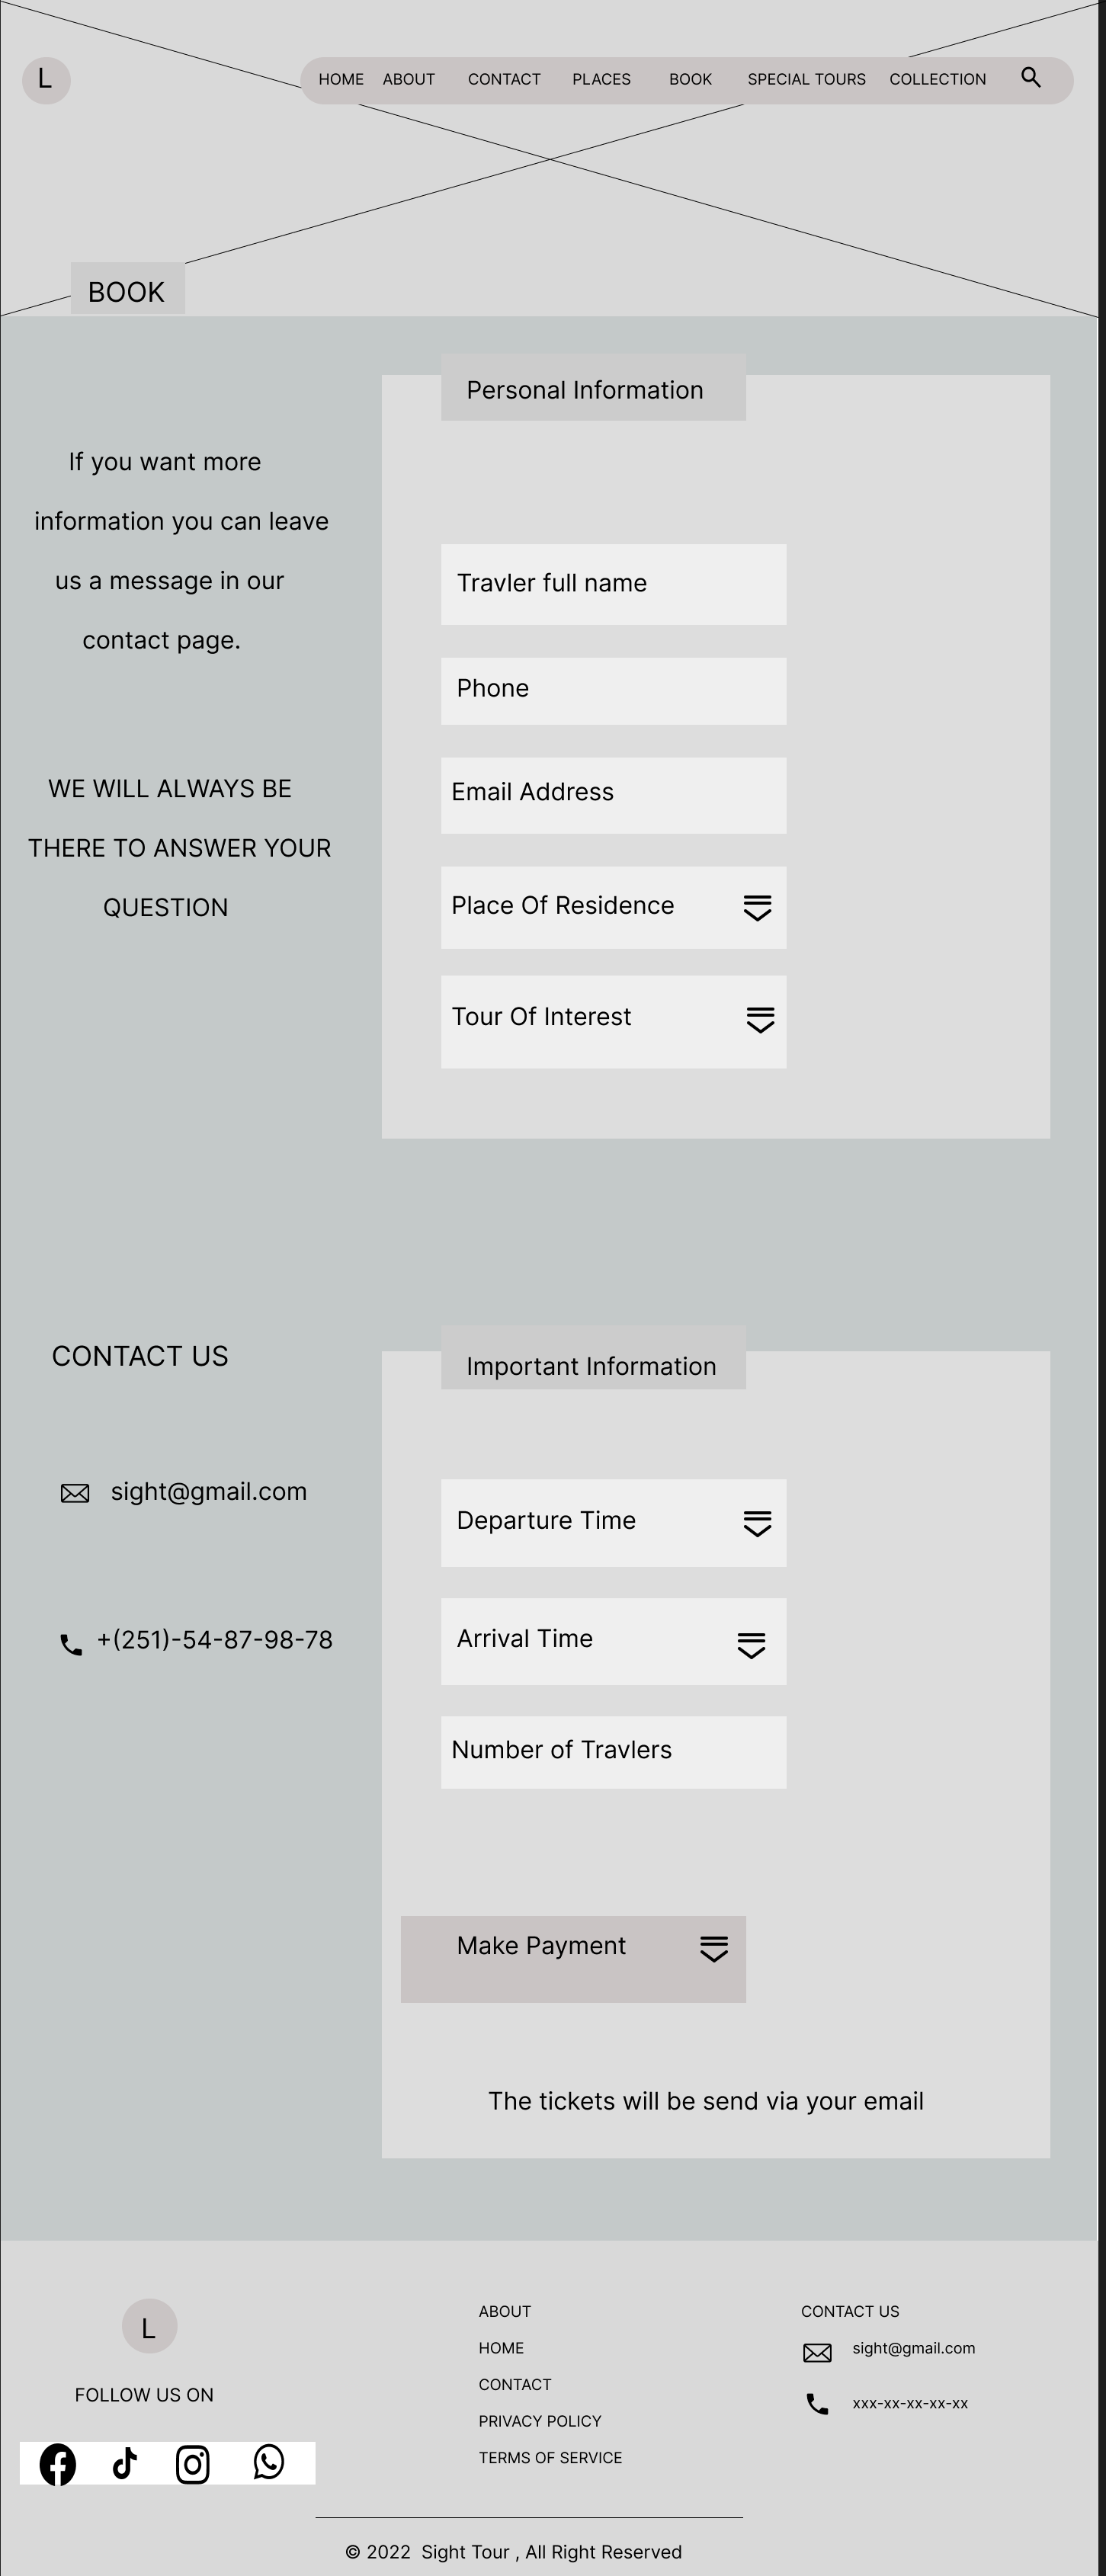 L
HOME ABOUT CONTACT PLACES BOOK SPECIAL TOURS COLLECTION
BOOK
If you want more
information you can leave
us a message in our
contact page.
WE WILL ALWAYS BE
THERE TO ANSWER YOUR
QUESTION
Personal Information
Travler full name
Phone
Email Address
Place Of Residence
Tour Of Interest
CONTACT US
sight@gmail.com
+(251)-54-87-98-78
Important Information
Departure Time
Arrival Time
Number of Travlers
Make Payment
The tickets will be send via your email
L
FOLLOW US ON
ABOUT
HOME
CONTACT
PRIVACY POLICY
TERMS OF SERVICE
CONTACT US
sight@gmail.com
xxx-xx-xx-xx-xx
© 2022 Sight Tour , All Right Reserved